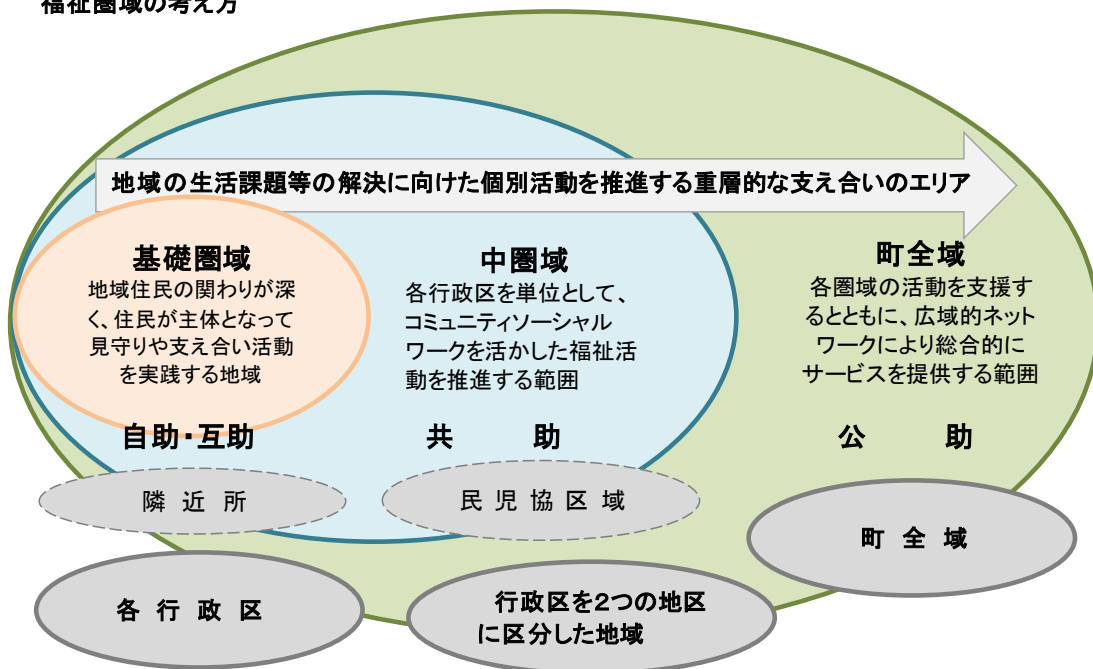 福祉圏域の考え方
地域の生活課題等の解決に向けた個別活動を推進する重層的な支え合いのエリア
基礎圏域
地域住民の関わりが深
く、住民が主体となって
見守りや支え合い活動
を実践する地域
自助・互助
隣近所
各行政区
中圏域
各行政区を単位として、
コミュニティソーシャル
ワークを活かした福祉活
動を推進する範囲
共助
民児協区域
行政区を2つの地区
に区分した地域
町全域
各圏域の活動を支援す
るとともに、広域的ネット
ワークにより総合的に
サービスを提供する範囲
公助
町全域